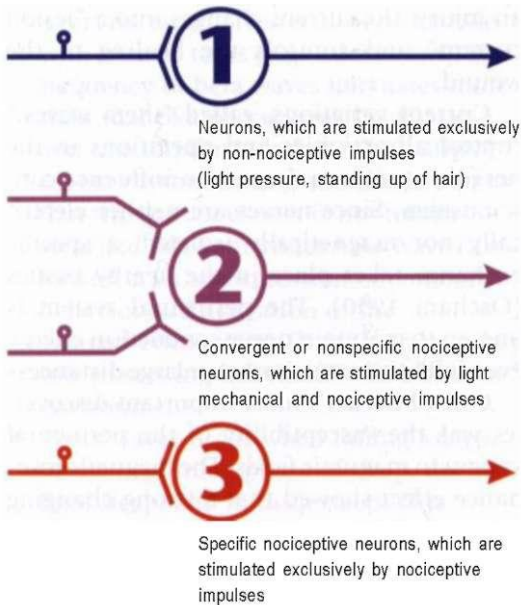 1
Neurons, which are stimulated exclusively
by non-nociceptive impulses
(light pressure, standing up of hair)
2
Convergent or nonspecific nociceptive
neurons, which are stimulated by light
mechanical and nociceptive impulses
3
Specific nociceptive neurons, which are
stimulated exclusively by nociceptive
impulses